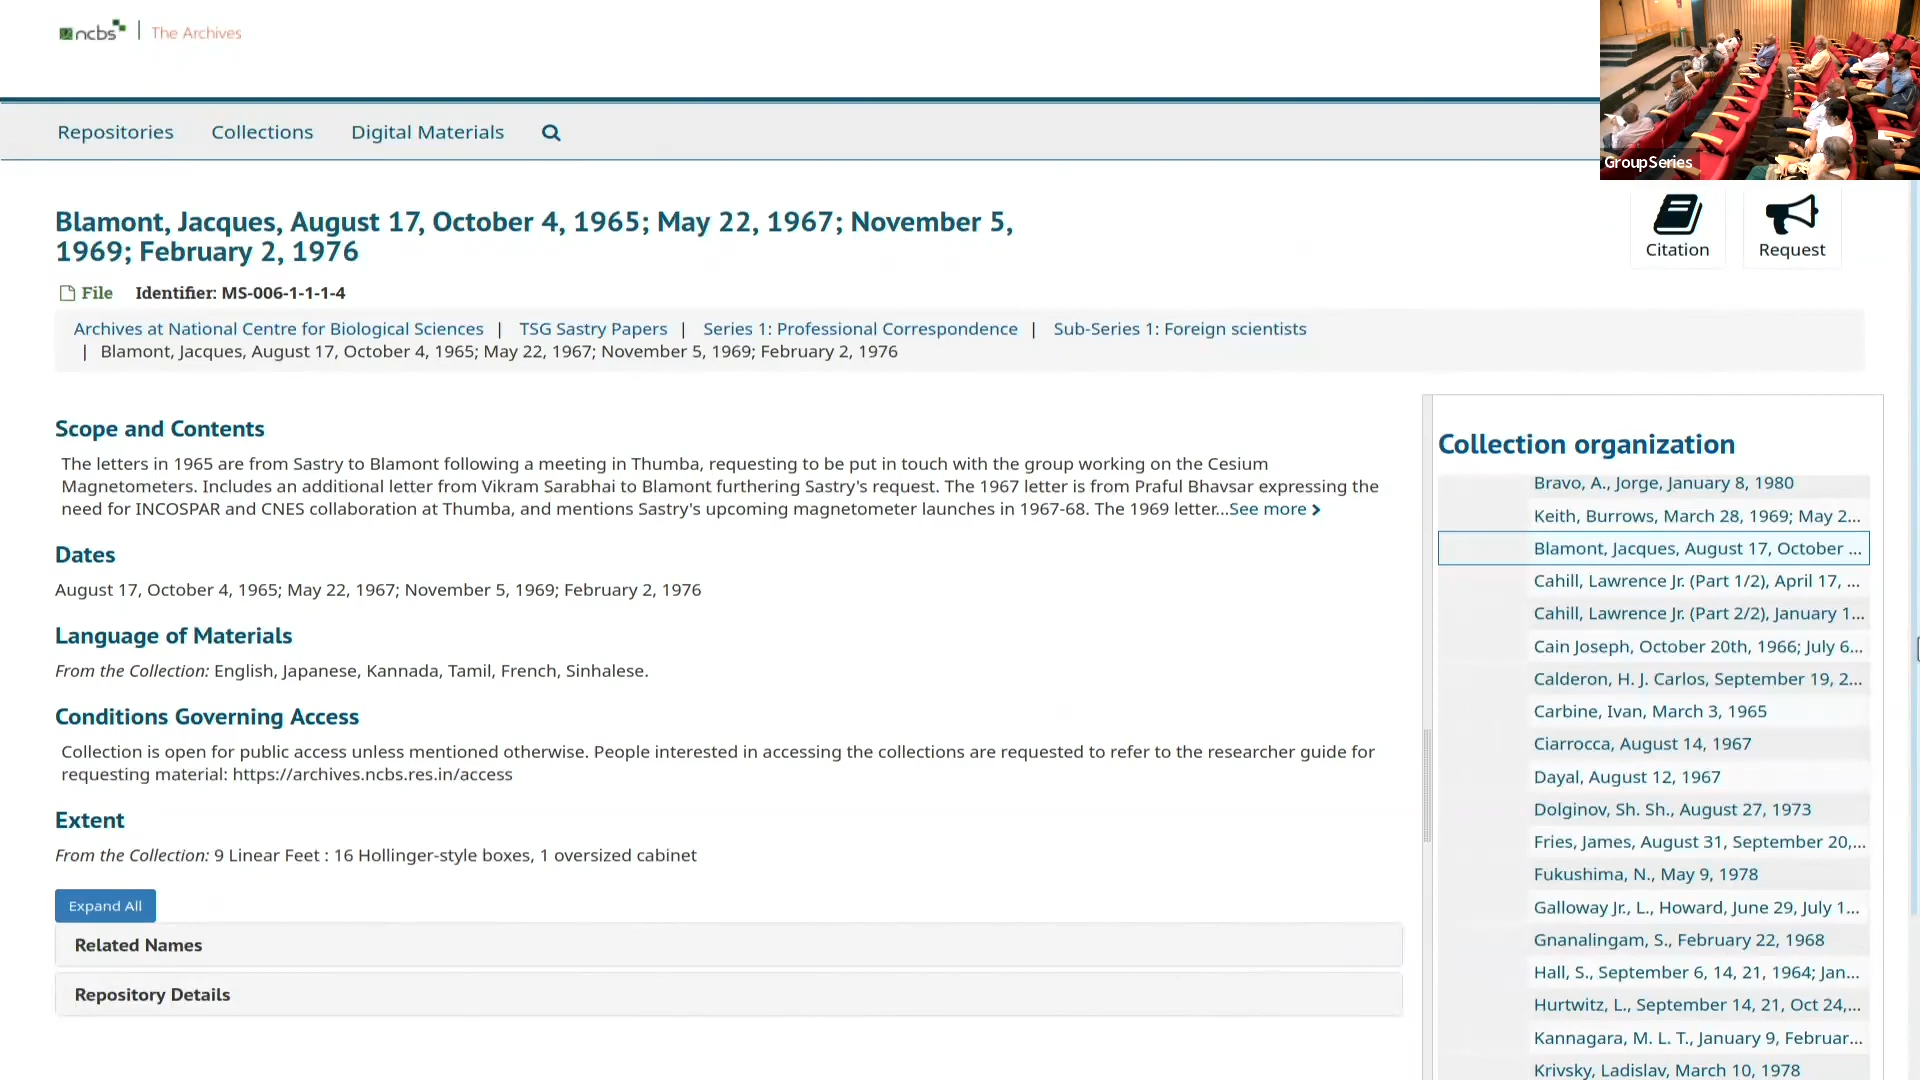 ncbs | The Archives
GroupSeries
Repositories Collections Digital Materials
Blamont, Jacques, August 17, October 4, 1965; May 22, 1967; November 5,
1969; February 2, 1976
Citation Request
File Identifier: MS-006-1-1-1-4
Archives at National Centre for Biological Sciences | TSG Sastry Papers | Series 1: Professional Correspondence | Sub-Series 1: Foreign scientists
| Blamont, Jacques, August 17, October 4, 1965; May 22, 1967; November 5, 1969; February 2, 1976
Scope and Contents
The letters in 1965 are from Sastry to Blamont following a meeting in Thumba, requesting to be put in touch with the group working on the Cesium
Magnetometers. Includes an additional letter from Vikram Sarabhai to Blamont furthering Sastry's request. The 1967 letter is from Praful Bhavsar expressing the
need for INCOSPAR and CNES collaboration at Thumba, and mentions Sastry's upcoming magnetometer launches in 1967-68. The 1969 letter...See more
Dates
August 17, October 4, 1965; May 22, 1967; November 5, 1969; February 2, 1976
Language of Materials
From the Collection: English, Japanese, Kannada, Tamil, French, Sinhalese.
Conditions Governing Access
Collection is open for public access unless mentioned otherwise. People interested in accessing the collections are requested to refer to the researcher guide for
requesting material: https://archives.ncbs.res.in/access
Extent
From the Collection: 9 Linear Feet : 16 Hollinger-style boxes, 1 oversized cabinet
Expand All
Related Names
Repository Details
Collection organization
Bravo, A., Jorge, January 8, 1980
Keith, Burrows, March 28, 1969; May 2...
Blamont, Jacques, August 17, October ...
Cahill, Lawrence Jr. (Part 1/2), April 17, ...
Cahill, Lawrence Jr. (Part 2/2), January 1...
Cain Joseph, October 20th, 1966; July 6...
Calderon, H. J. Carlos, September 19, 2...
Carbine, Ivan, March 3, 1965
Ciarrocca, August 14, 1967
Dayal, August 12, 1967
Dolginov, Sh. Sh., August 27, 1973
Fries, James, August 31, September 20,...
Fukushima, N., May 9, 1978
Galloway Jr., L., Howard, June 29, July 1...
Gnanalingam, S., February 22, 1968
Hall, S., September 6, 14, 21, 1964; Jan...
Hurtwitz, L., September 14, 21, Oct 24,...
Kannagara, M. L. T., January 9, Februar...
Krivsky, Ladislav, March 10, 1978